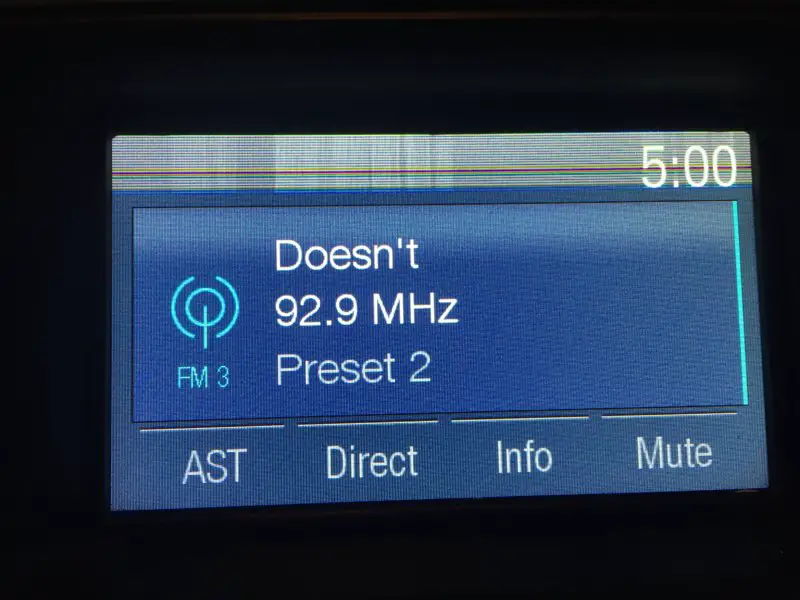 5:00
Doesn't
92.9 MHz
FM 3
Preset 2
AST Direct Info Mute